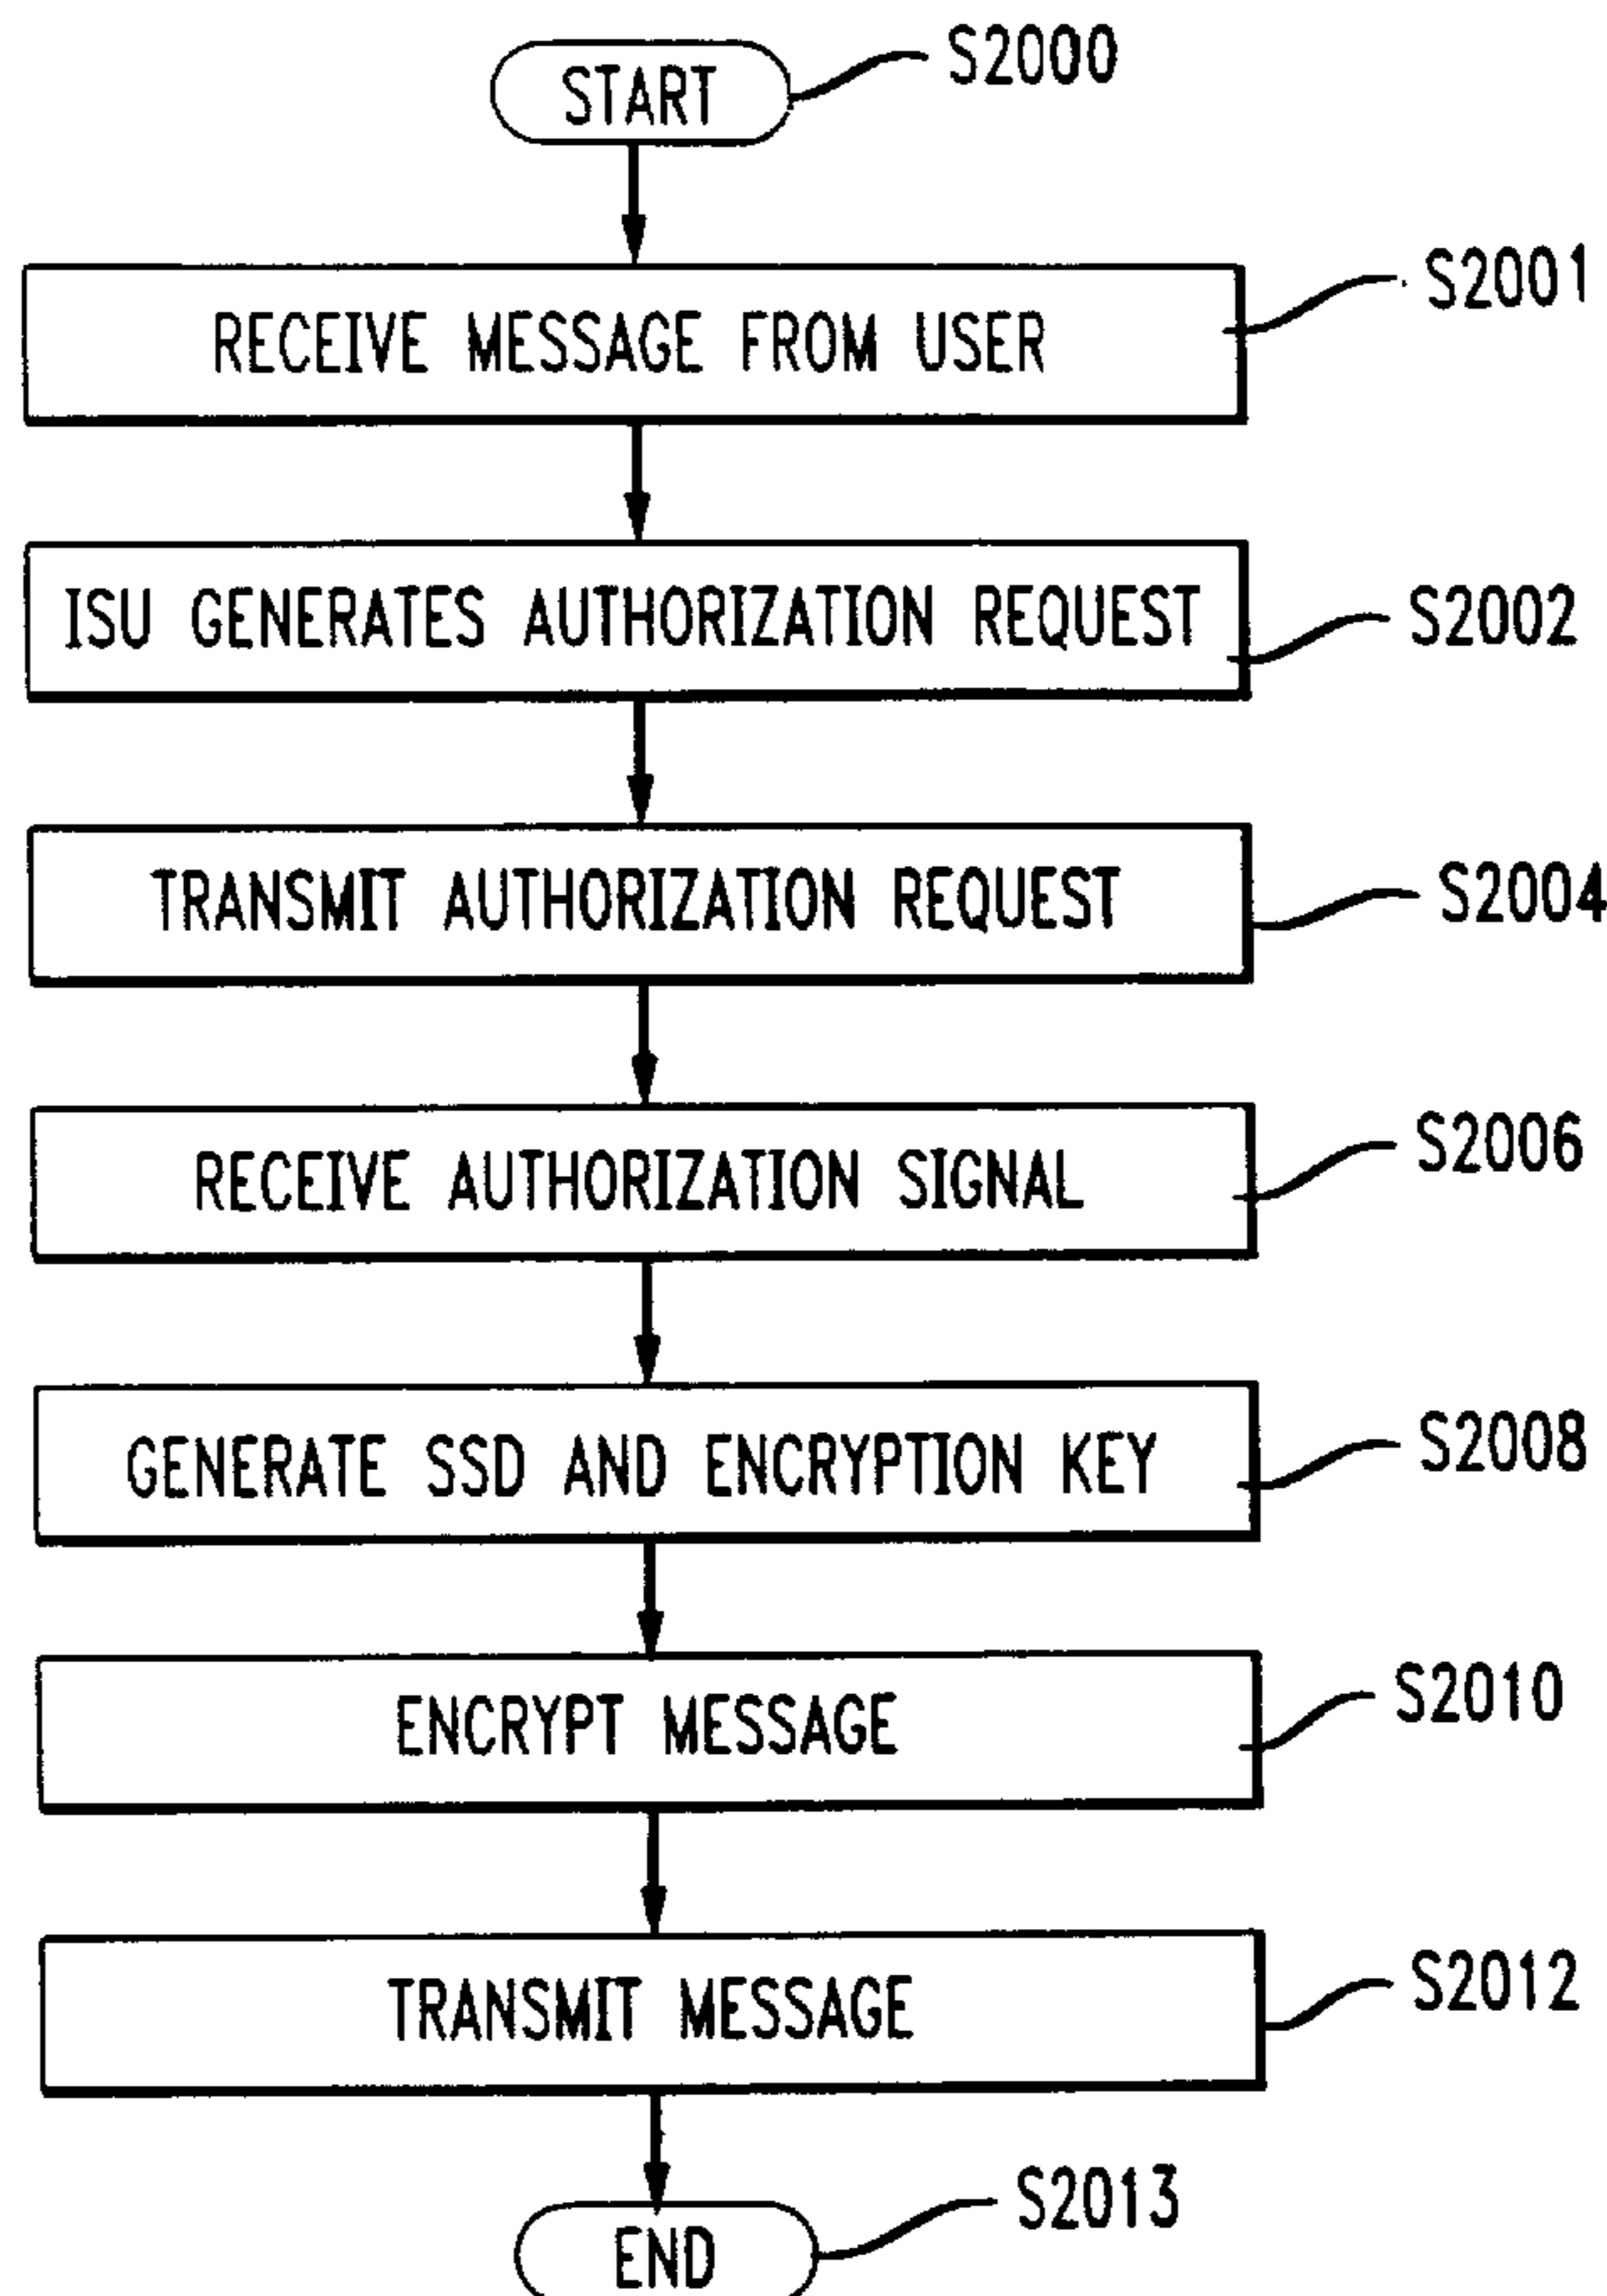 START
S2000
RECEIVE MESSAGE FROM USER
S2001
ISU GENERATES AUTHORIZATION REQUEST
S2002
TRANSMIT AUTHORIZATION REQUEST
S2004
RECEIVE AUTHORIZATION SIGNAL
S2006
GENERATE SSD AND ENCRYPTION KEY
S2008
ENCRYPT MESSAGE
S2010
TRANSMIT MESSAGE
S2012
END
S2013